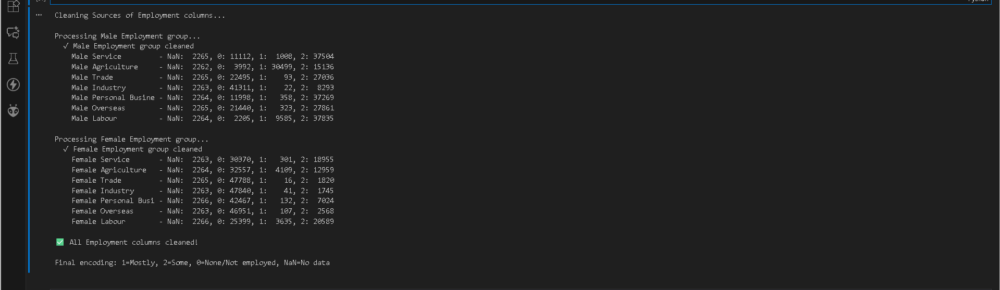 Python
... Cleaning Sources of Employment columns...
Processing Male Employment group...
✓ Male Employment group cleaned
Male Service - NaN: 2265, 0: 11112, 1: 1008, 2: 37504
Male Agriculture - NaN: 2262, 0: 3992, 1: 30499, 2: 15136
Male Trade - NaN: 2265, 0: 22495, 1: 93, 2: 27036
Male Industry - NaN: 2263, 0: 41311, 1: 22, 2: 8293
Male Personal Busine - NaN: 2264, 0: 11998, 1: 358, 2: 37269
Male Overseas - NaN: 2265, 0: 21440, 1: 323, 2: 27861
Male Labour - NaN: 2264, 0: 2205, 1: 9585, 2: 37835
Processing Female Employment group...
✓ Female Employment group cleaned
Female Service - NaN: 2263, 0: 30370, 1: 301, 2: 18955
Female Agriculture - NaN: 2264, 0: 32557, 1: 4109, 2: 12959
Female Trade - NaN: 2265, 0: 47788, 1: 16, 2: 1820
Female Industry - NaN: 2263, 0: 47840, 1: 41, 2: 1745
Female Personal Busi - NaN: 2266, 0: 42467, 1: 132, 2: 7024
Female Overseas - NaN: 2263, 0: 46951, 1: 107, 2: 2568
Female Labour - NaN: 2266, 0: 25399, 1: 3635, 2: 20589
✅ All Employment columns cleaned!
Final encoding: 1=Mostly, 2=Some, 0=None/Not employed, NaN=No data